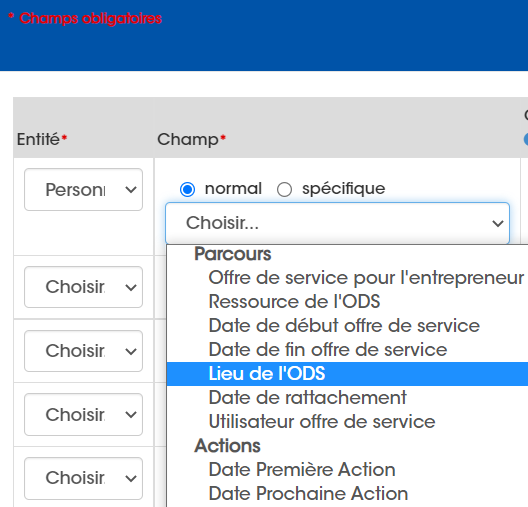 * Champs obligatoires
Entité*
Champ*
normal
spécifique
Choisir...
Parcours
Offre de service pour l'entrepreneur
Choisir
Ressource de l'ODS
Date de début offre de service
Choisir
Date de fin offre de service
Lieu de l'ODS
Date de rattachement
Choisir
Utilisateur offre de service
Actions
Date Première Action
Choisir
Date Prochaine Action